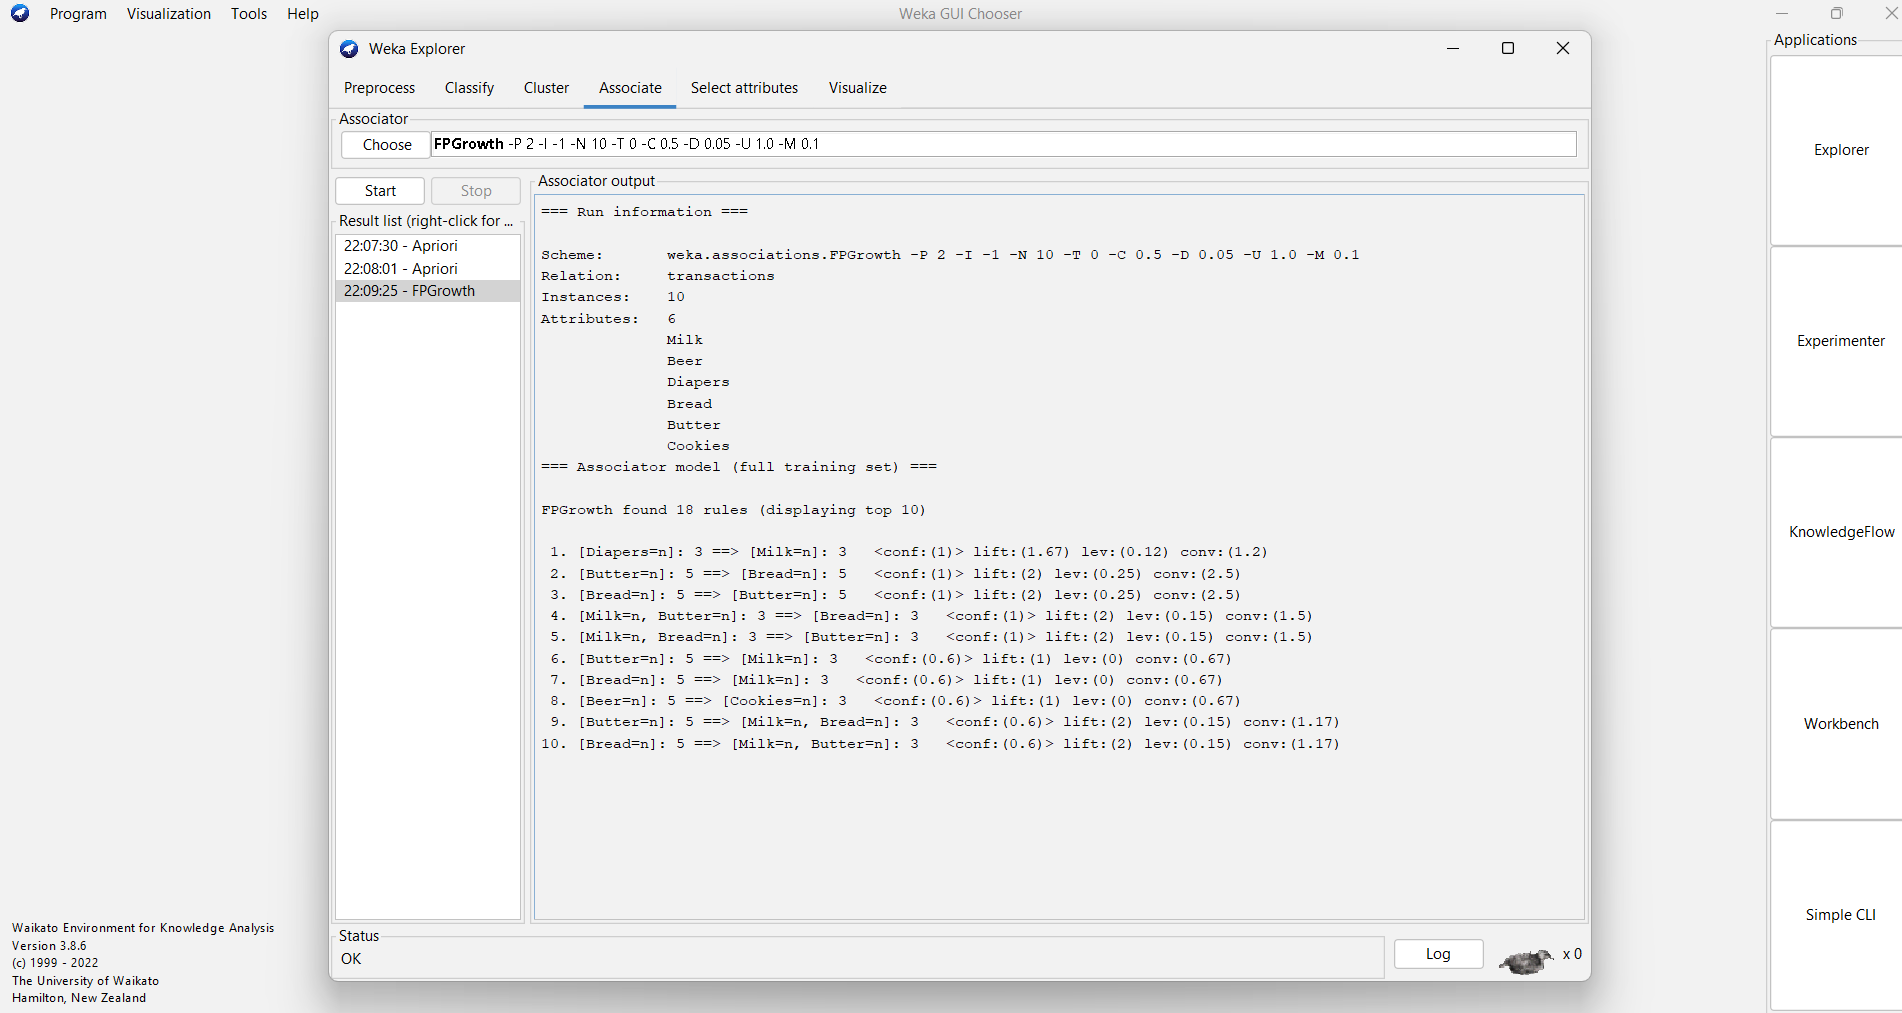 Program Visualization Tools Help
Weka GUI Chooser
Applications
Weka Explorer
Preprocess Classify Cluster Associate Select attributes Visualize
Associator
Choose FPGrowth -P 2 -I -1 -N 10 -T 0 -C 0.5 -D 0.05 -U 1.0 -M 0.1
Start Stop
Result list (right-click for ...
22:07:30 - Apriori
22:08:01 - Apriori
22:09:25 - FPGrowth
Associator output
=== Run information ===
Scheme: weka.associations.FPGrowth -P 2 -I -1 -N 10 -T 0 -C 0.5 -D 0.05 -U 1.0 -M 0.1
Relation: transactions
Instances: 10
Attributes: 6
Milk
Beer
Diapers
Bread
Butter
Cookies
=== Associator model (full training set) ===
FPGrowth found 18 rules (displaying top 10)
1. [Diapers=n]: 3 ==> [Milk=n]: 3 <conf:(1)> lift:(1.67) lev:(0.12) conv:(1.2)
2. [Butter=n]: 5 ==> [Bread=n]: 5 <conf:(1)> lift:(2) lev:(0.25) conv:(2.5)
3. [Bread=n]: 5 ==> [Butter=n]: 5 <conf:(1)> lift:(2) lev:(0.25) conv:(2.5)
4. [Milk=n, Butter=n]: 3 ==> [Bread=n]: 3 <conf:(1)> lift:(2) lev:(0.15) conv:(1.5)
5. [Milk=n, Bread=n]: 3 ==> [Butter=n]: 3 <conf:(1)> lift:(2) lev:(0.15) conv:(1.5)
6. [Butter=n]: 5 ==> [Milk=n]: 3 <conf:(0.6)> lift:(1) lev:(0) conv:(0.67)
7. [Bread=n]: 5 ==> [Milk=n]: 3 <conf:(0.6)> lift:(1) lev:(0) conv:(0.67)
8. [Beer=n]: 5 ==> [Cookies=n]: 3 <conf:(0.6)> lift:(1) lev:(0) conv:(0.67)
9. [Butter=n]: 5 ==> [Milk=n, Bread=n]: 3 <conf:(0.6)> lift:(2) lev:(0.15) conv:(1.17)
10. [Bread=n]: 5 ==> [Milk=n, Butter=n]: 3 <conf:(0.6)> lift:(2) lev:(0.15) conv:(1.17)
Status
OK
Log
x 0
Explorer
Experimenter
KnowledgeFlow
Workbench
Simple CLI
Waikato Environment for Knowledge Analysis
Version 3.8.6
(c) 1999 - 2022
The University of Waikato
Hamilton, New Zealand